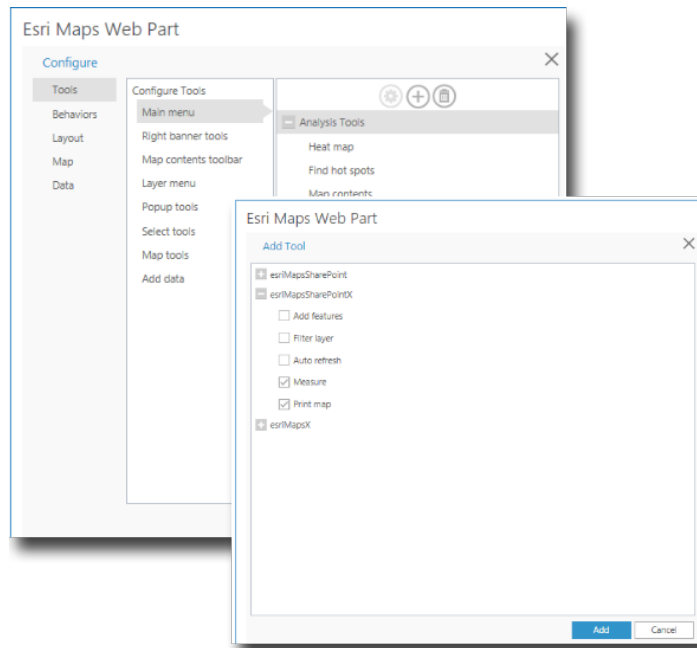 Esri Maps Web Part
Configure
Tools
Behaviors
Layout
Map
Data
Configure Tools
Main menu
Right banner tools
Map contents toolbar
Layer menu
Popup tools
Select tools
Map tools
Add data
Analysis Tools
Heat map
Find hot spots
Map contents
Esri Maps Web Part
Add Tool
esriMapsSharePoint
esriMapsSharePointX
Add features
Filter layer
Auto refresh
Measure
Print map
esriMapsX
Add
Cancel